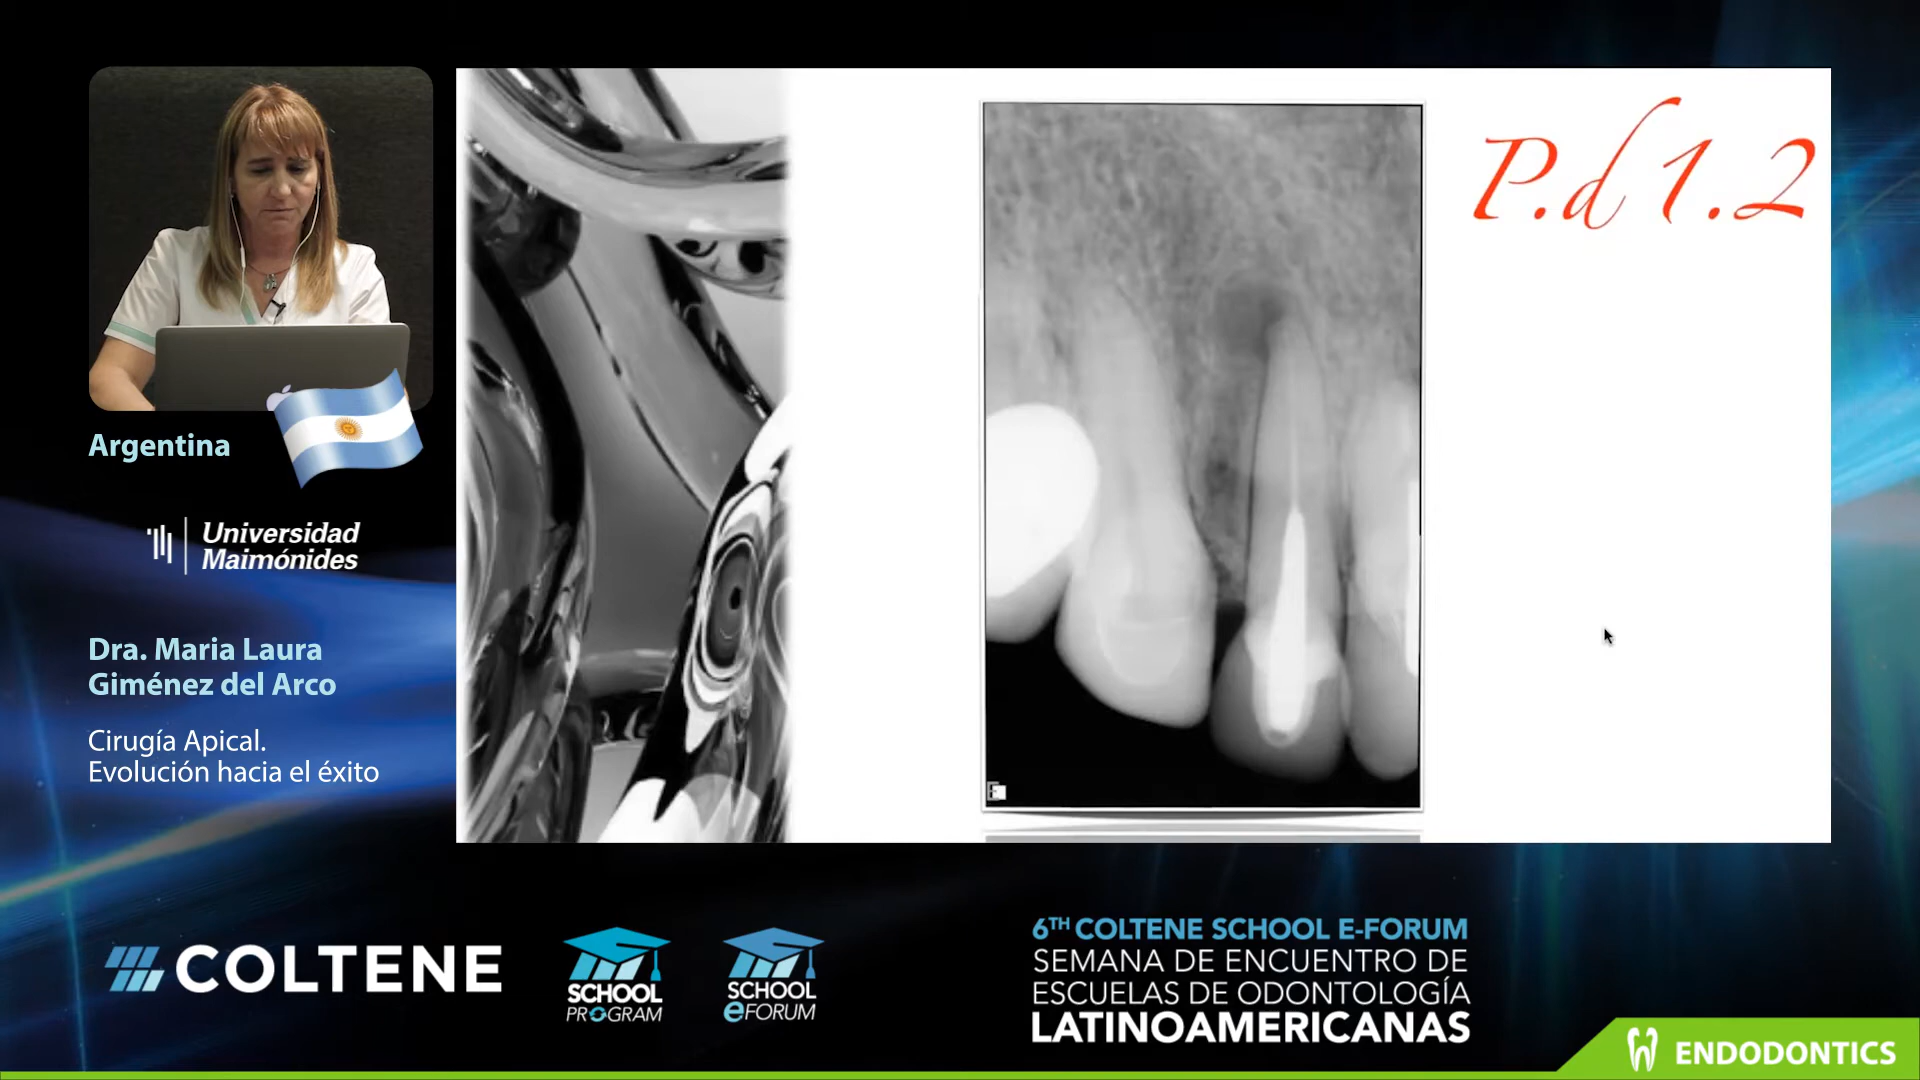 P.d 1.2
Argentina
Universidad
Maimónides
Dra. Maria Laura
Giménez del Arco
Cirugía Apical.
Evolución hacia el éxito
E
COLTENE
SCHOOL
PROGRAM
SCHOOL
eFORUM
6TH COLTENE SCHOOL E-FORUM
SEMANA DE ENCUENTRO DE
ESCUELAS DE ODONTOLOGÍA
LATINOAMERICANAS
ENDODONTICS